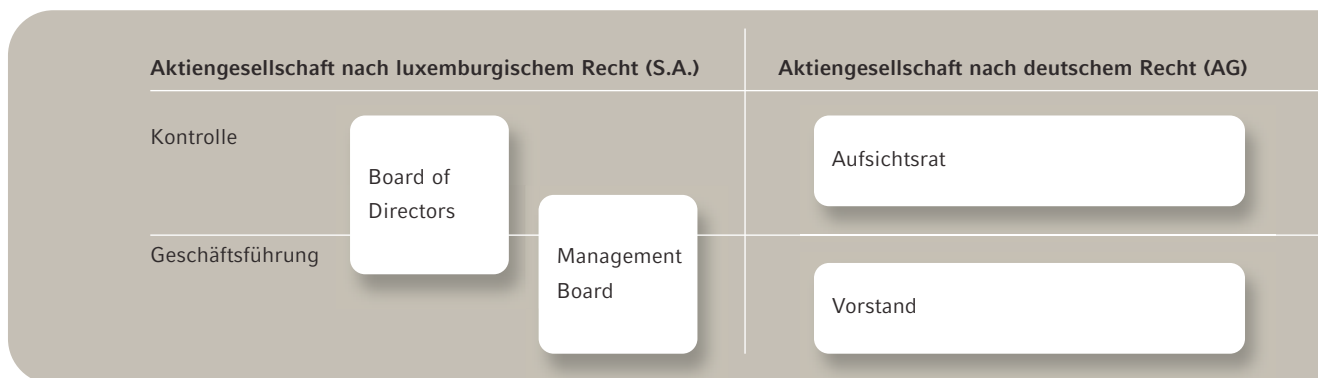 Aktiengesellschaft nach luxemburgischem Recht (S.A.)
Aktiengesellschaft nach deutschem Recht (AG)
Kontrolle
Board of
Directors
Aufsichtsrat
Geschäftsführung
Management
Board
Vorstand